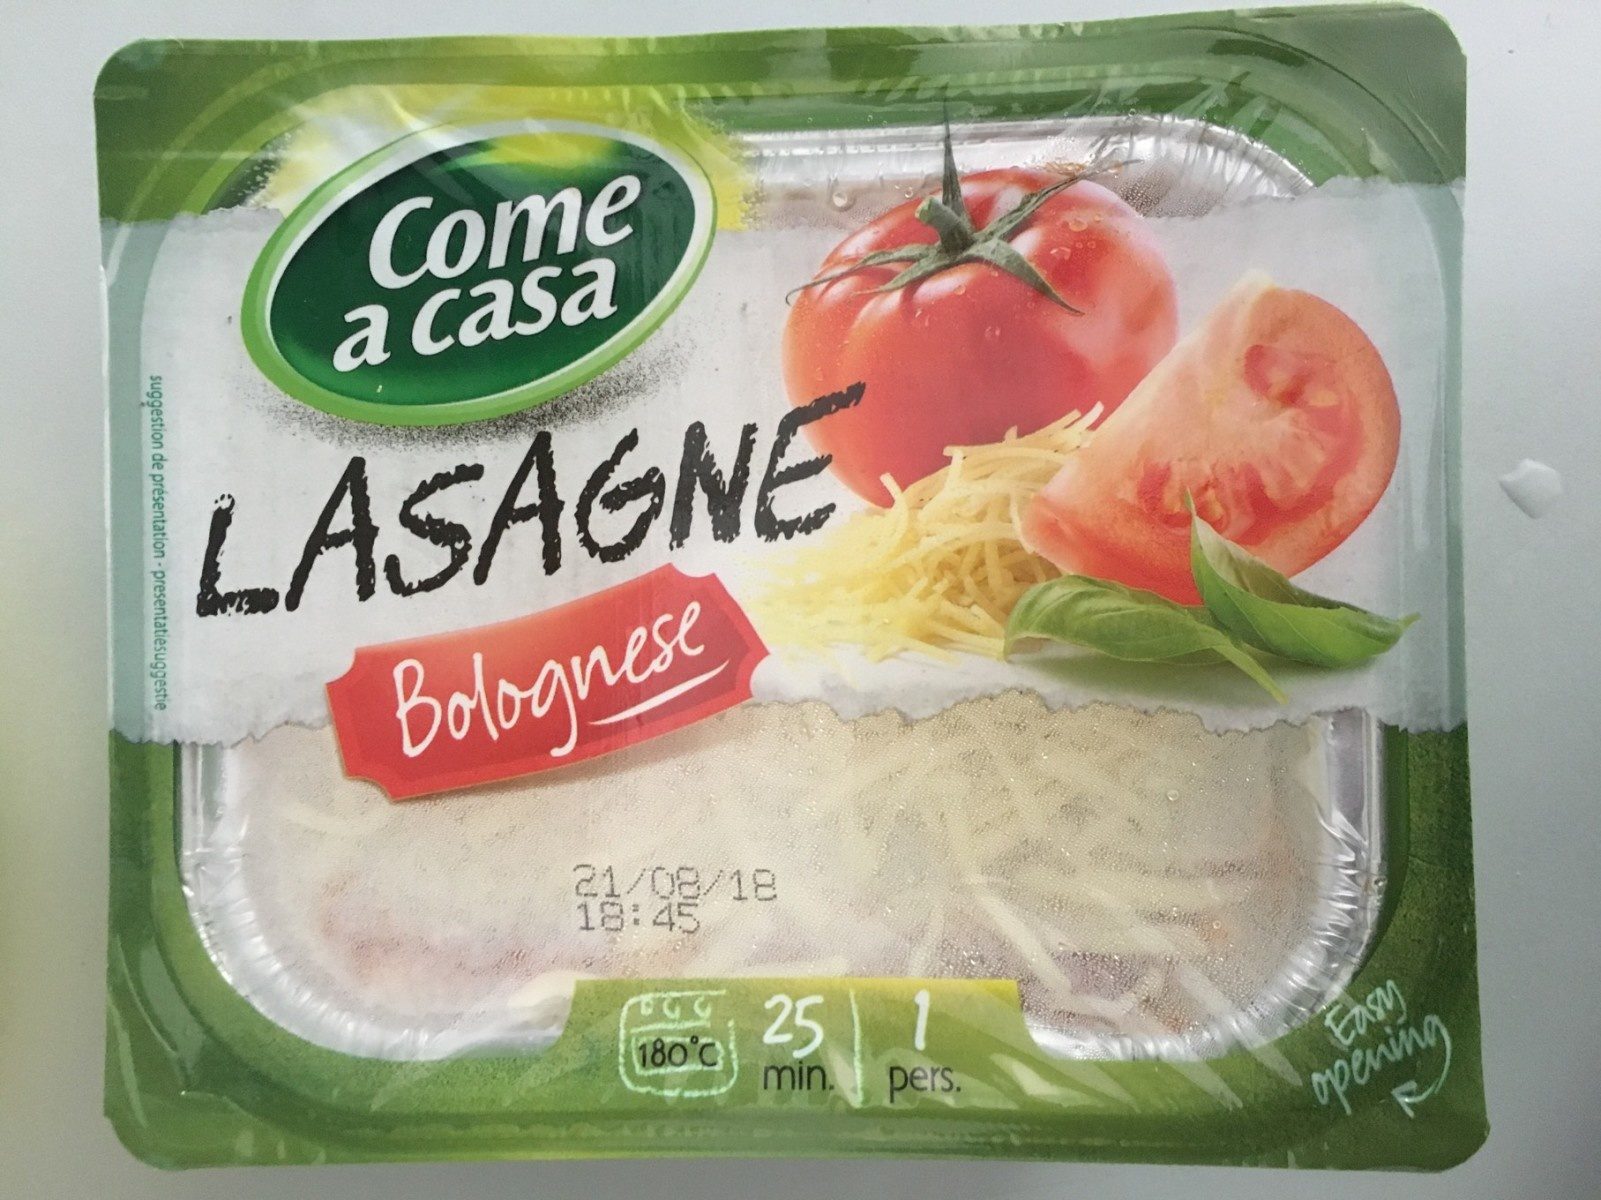 Come
a casa
LASAGNE
Bolognese
suggestion de présentation - presentatiesuggestie
21/08/18
18:45
180°C
25
min.
1
pers.
Easy
opening